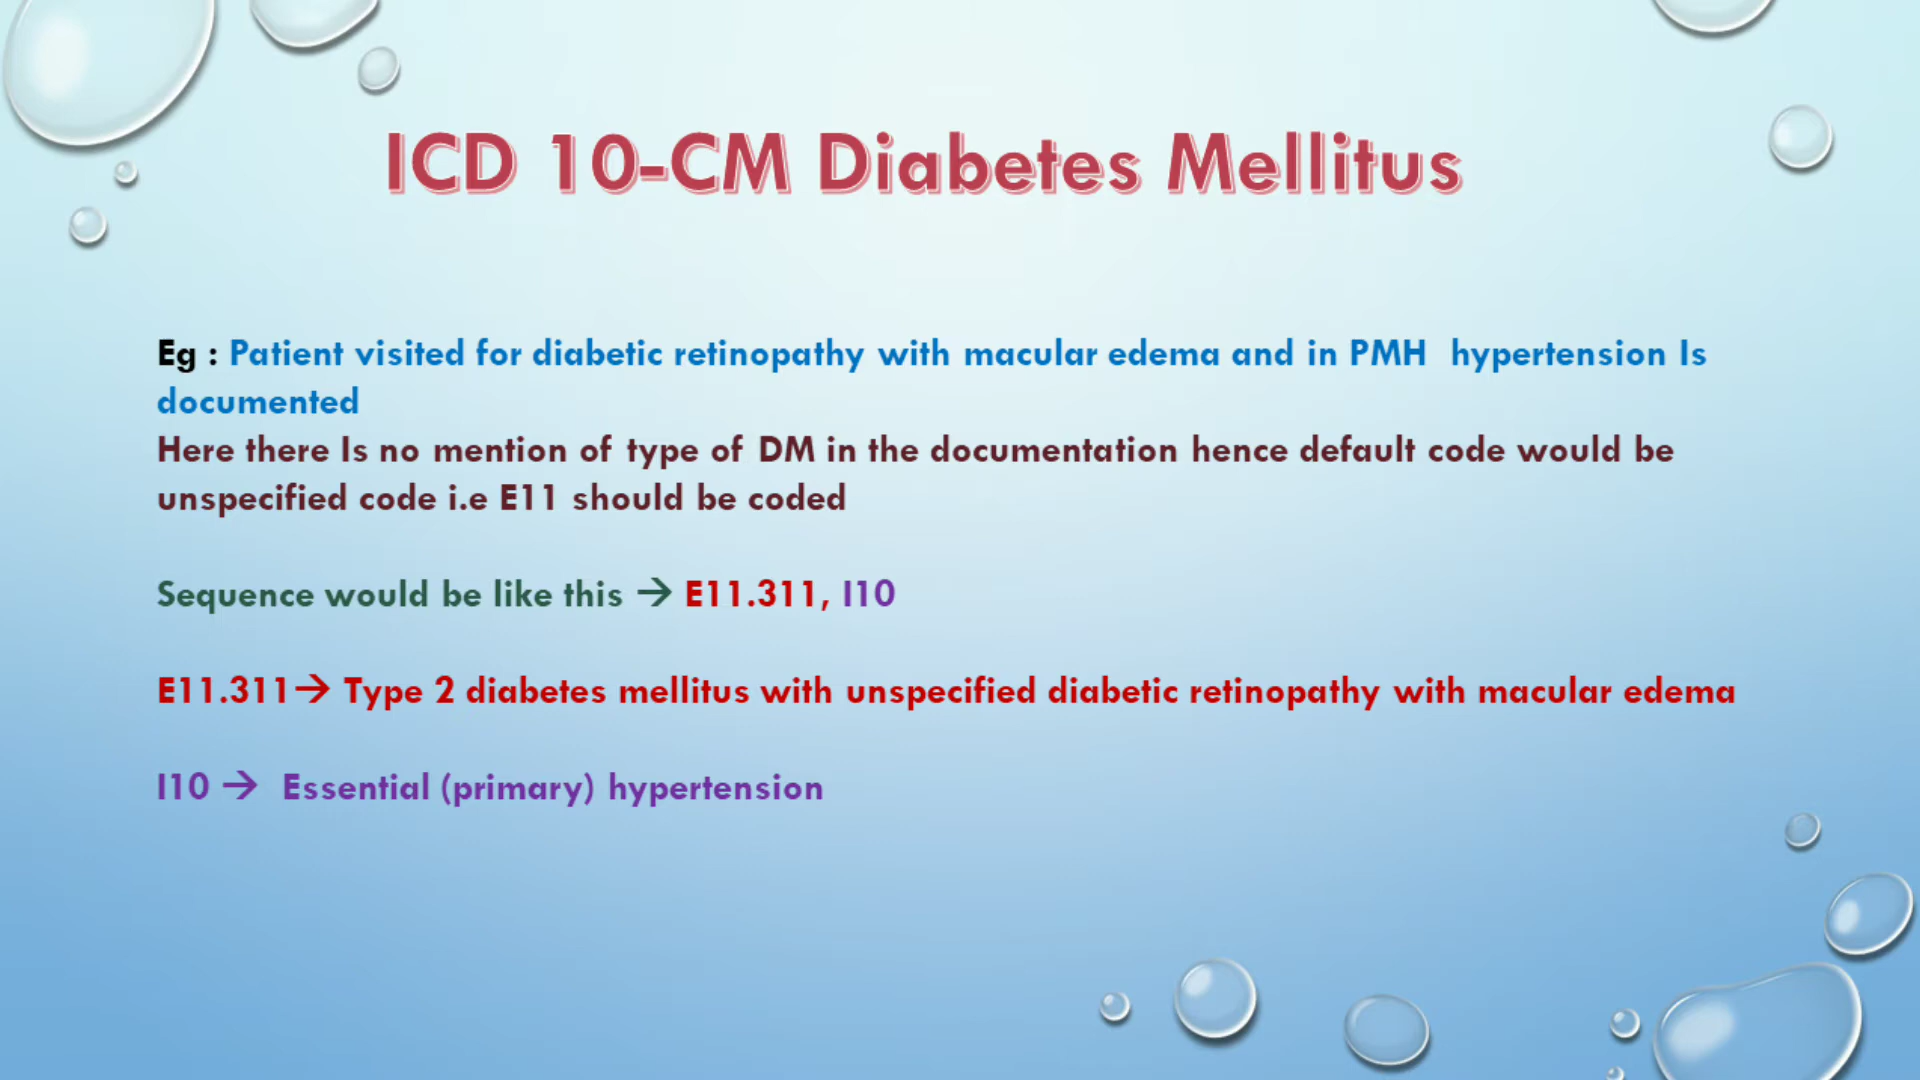 ICD 10-CM Diabetes Mellitus
Eg : Patient visited for diabetic retinopathy with macular edema and in PMH hypertension Is
documented
Here there Is no mention of type of DM in the documentation hence default code would be
unspecified code i.e E11 should be coded
Sequence would be like this → E11.311, I10
E11.311→ Type 2 diabetes mellitus with unspecified diabetic retinopathy with macular edema
I10 → Essential (primary) hypertension